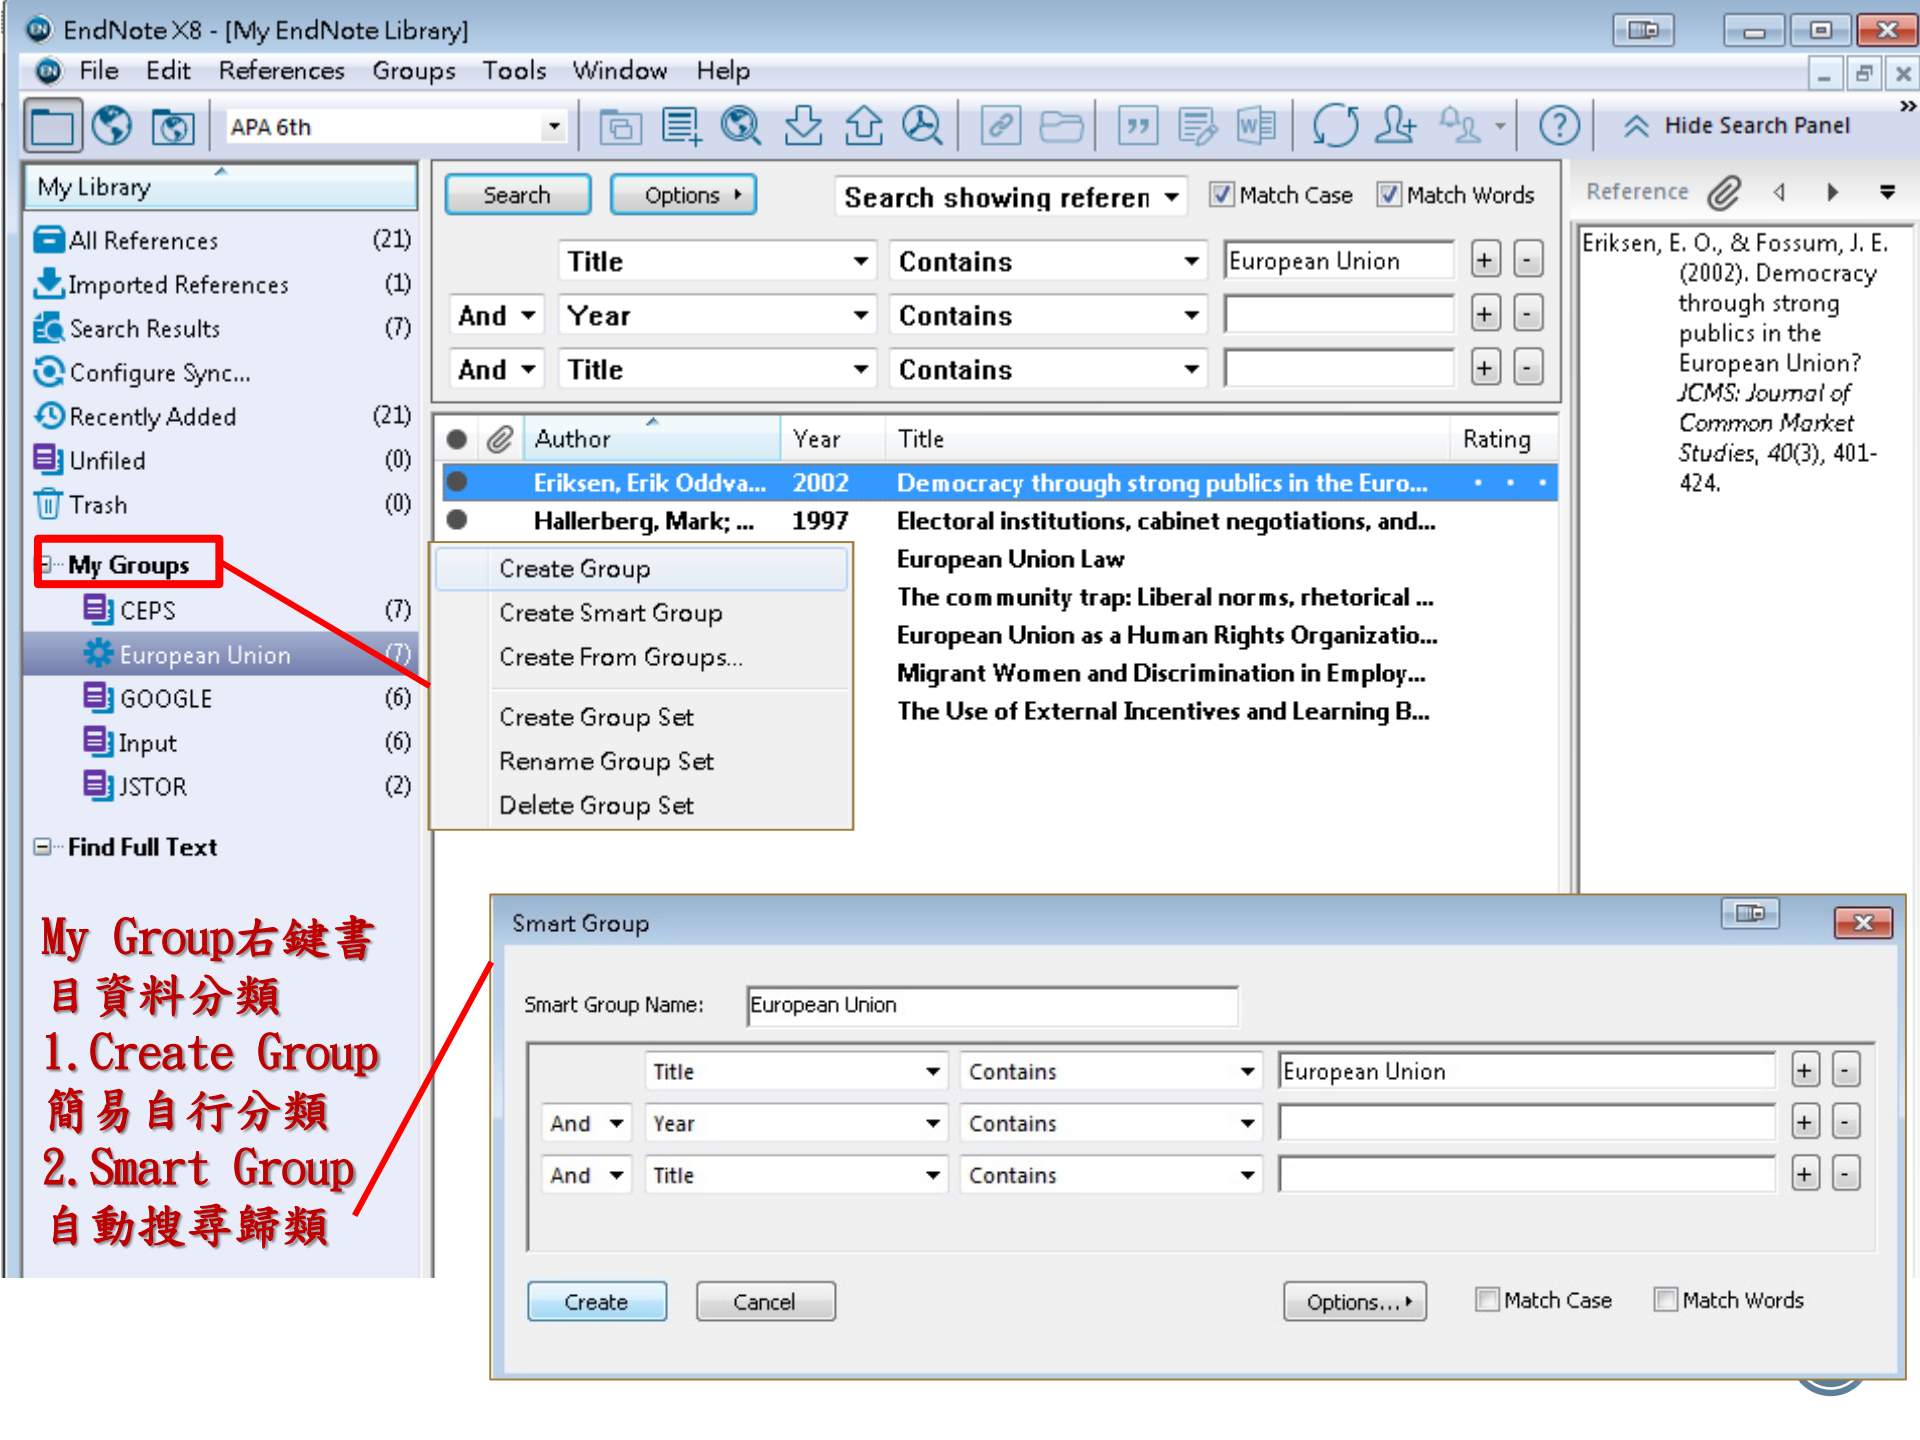 EndNote X8 - [My EndNote Library]
File Edit References Groups Tools Window Help
APA 6th
Hide Search Panel
My Library
All References (21)
Imported References (1)
Search Results (7)
Configure Sync...
Recently Added (21)
Unfiled (0)
Trash (0)
My Groups
CEPS (7)
European Union (7)
GOOGLE (6)
Input (6)
JSTOR (2)
Find Full Text
Search Options Search showing referen Match Case Match Words
Title Contains European Union + -
And Year Contains + -
And Title Contains + -
Author Year Title Rating
Eriksen, Erik Oddva... 2002 Democracy through strong publics in the Euro...
Hallerberg, Mark; ... 1997 Electoral institutions, cabinet negotiations, and...
European Union Law
The community trap: Liberal norms, rhetorical ...
European Union as a Human Rights Organizatio...
Migrant Women and Discrimination in Employ...
The Use of External Incentives and Learning B...
Create Group
Create Smart Group
Create From Groups...
Create Group Set
Rename Group Set
Delete Group Set
Reference
Eriksen, E. O., & Fossum, J. E.
(2002). Democracy
through strong
publics in the
European Union?
JCMS: Journal of
Common Market
Studies, 40(3), 401-
424.
My Group右鍵書
目資料分類
1.Create Group
簡易自行分類
2.Smart Group
自動搜尋歸類
Smart Group
Smart Group Name: European Union
Title Contains European Union + -
And Year Contains + -
And Title Contains + -
Create Cancel Options... Match Case Match Words